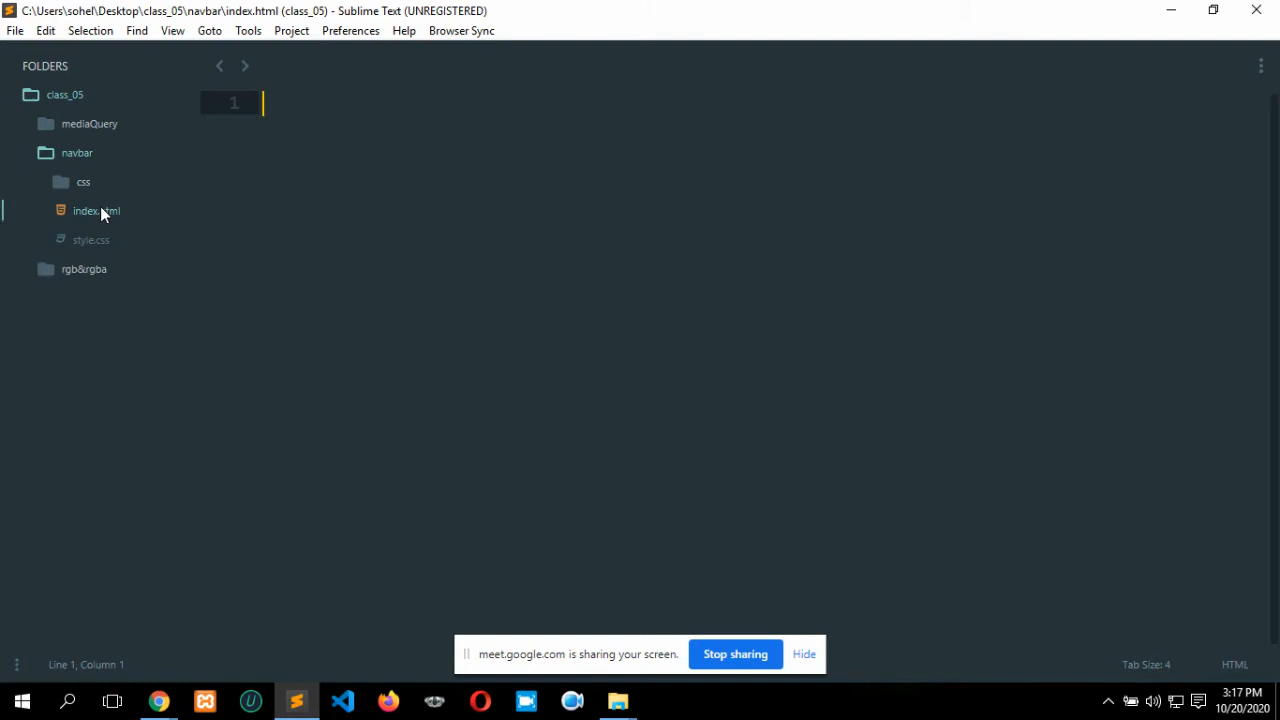 C:\Users\sohel\Desktop\class_05\navbar\index.html (class_05) - Sublime Text (UNREGISTERED)
File Edit Selection Find View Goto Tools Project Preferences Help Browser Sync
FOLDERS
class_05
1
mediaQuery
navbar
css
index.html
style.css
rgb&rgba
meet.google.com is sharing your screen. Stop sharing Hide
Line 1, Column 1 Tab Size: 4 HTML
3:17 PM
10/20/2020